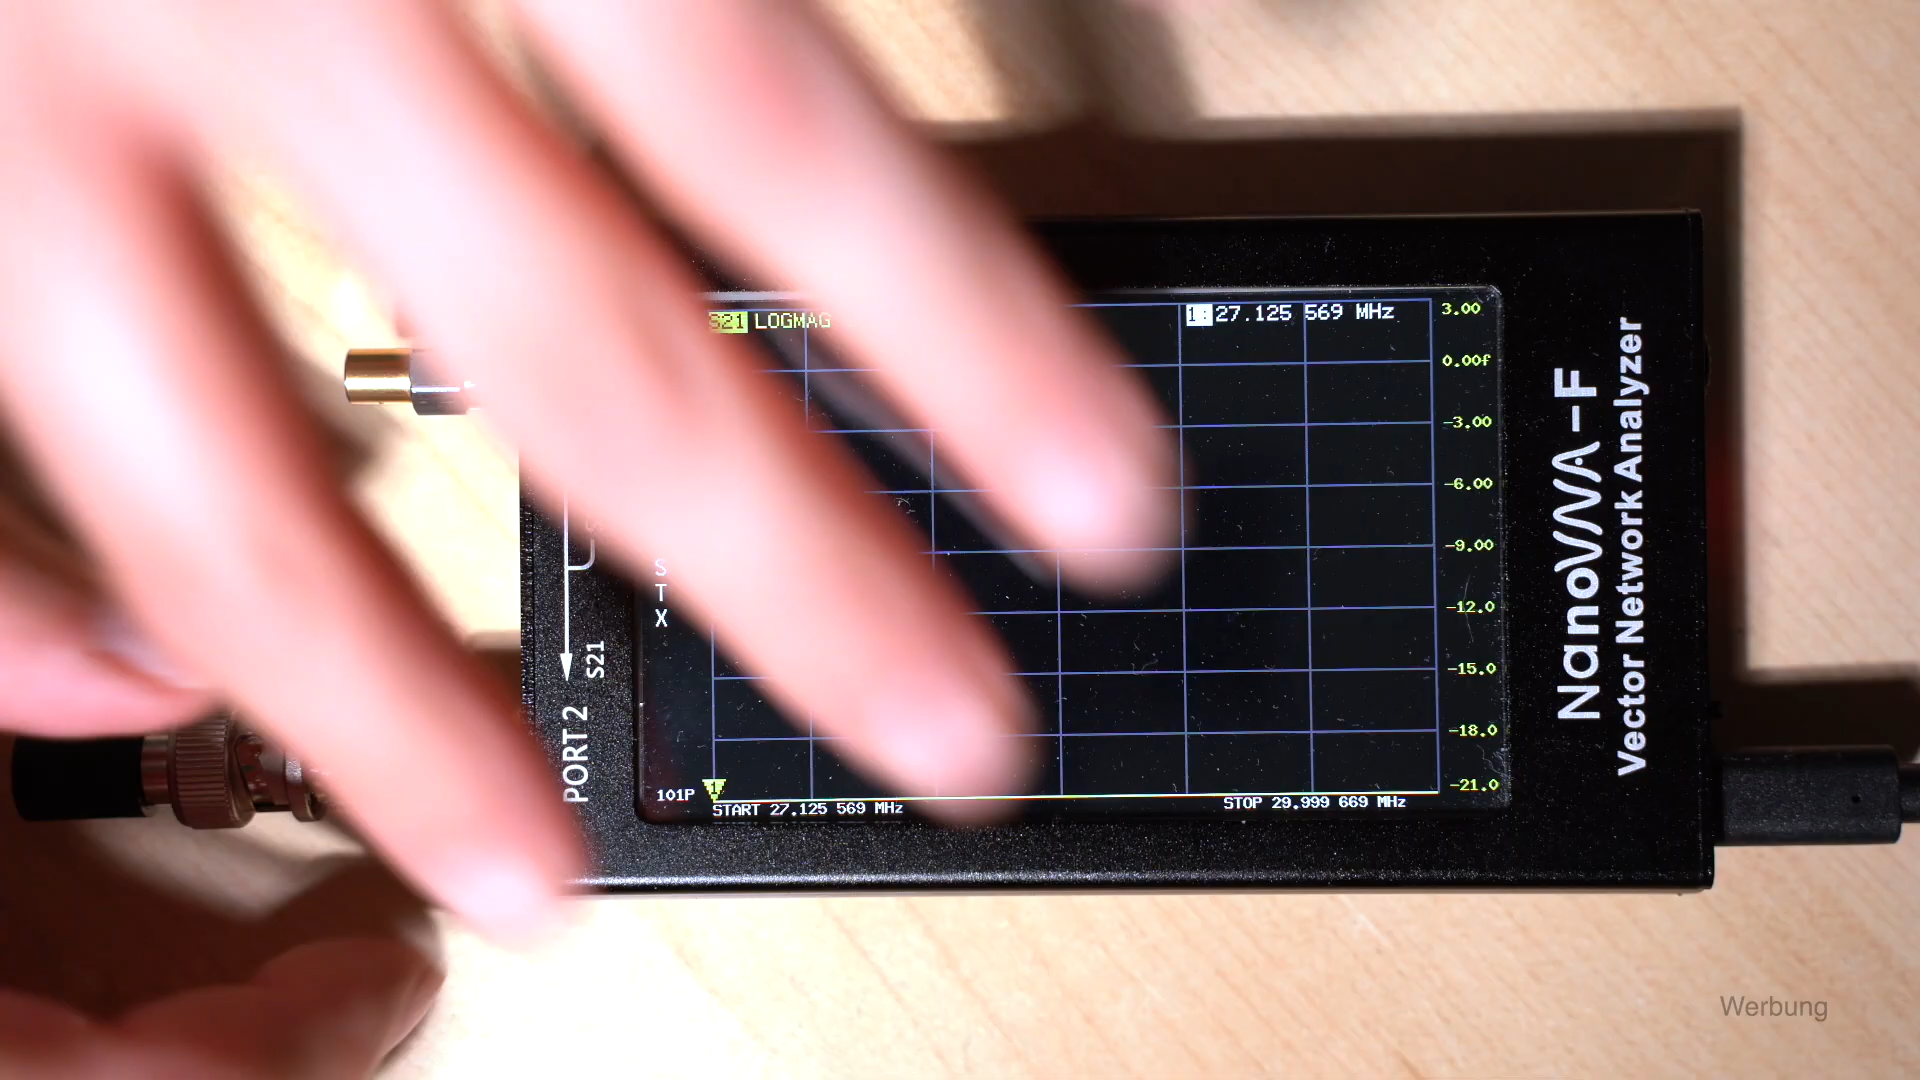 S21 LOGMAG
1:27.125 569 MHz
3.00
0.00f
-3.00
-6.00
-9.00
-12.0
-15.0
-18.0
-21.0
S
T
X
S21
PORT 2
101P
1
START 27.125 569 MHz
STOP 29.999 669 MHz
NanoVNA-F
Vector Network Analyzer
Werbung